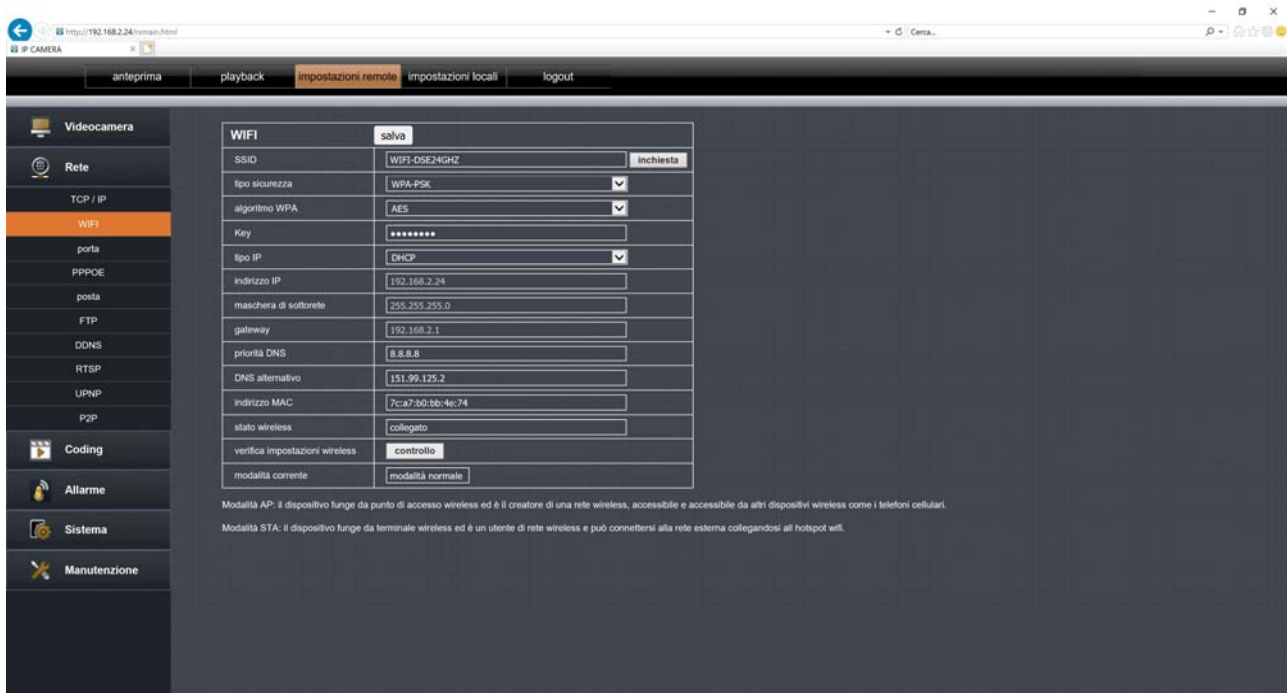 http://192.168.2.24/romain.html
Cerca...
IP CAMERA
anteprima playback impostazioni remote impostazioni locali logout
Videocamera
Rete
TCP / IP
WIFI
porta
PPPOE
posta
FTP
DDNS
RTSP
UPNP
P2P
Coding
Allarme
Sistema
Manutenzione
WIFI salva
SSID WIFI-DSE24GHZ inchiesta
tipo sicurezza WPA-PSK
algoritmo WPA AES
Key ••••••••
tipo IP DHCP
indirizzo IP 192.168.2.24
maschera di sottorete 255.255.255.0
gateway 192.168.2.1
priorità DNS 8.8.8.8
DNS alternativo 151.99.125.2
indirizzo MAC 7c:a7:b0:bb:4e:74
stato wireless collegato
verifica impostazioni wireless controllo
modalità corrente modalità normale
Modalità AP: il dispositivo funge da punto di accesso wireless ed è il creatore di una rete wireless, accessibile e accessibile da altri dispositivi wireless come i telefoni cellulari.
Modalità STA: il dispositivo funge da terminale wireless ed è un utente di rete wireless e può connettersi alla rete esterna collegandosi all hotspot wifi.